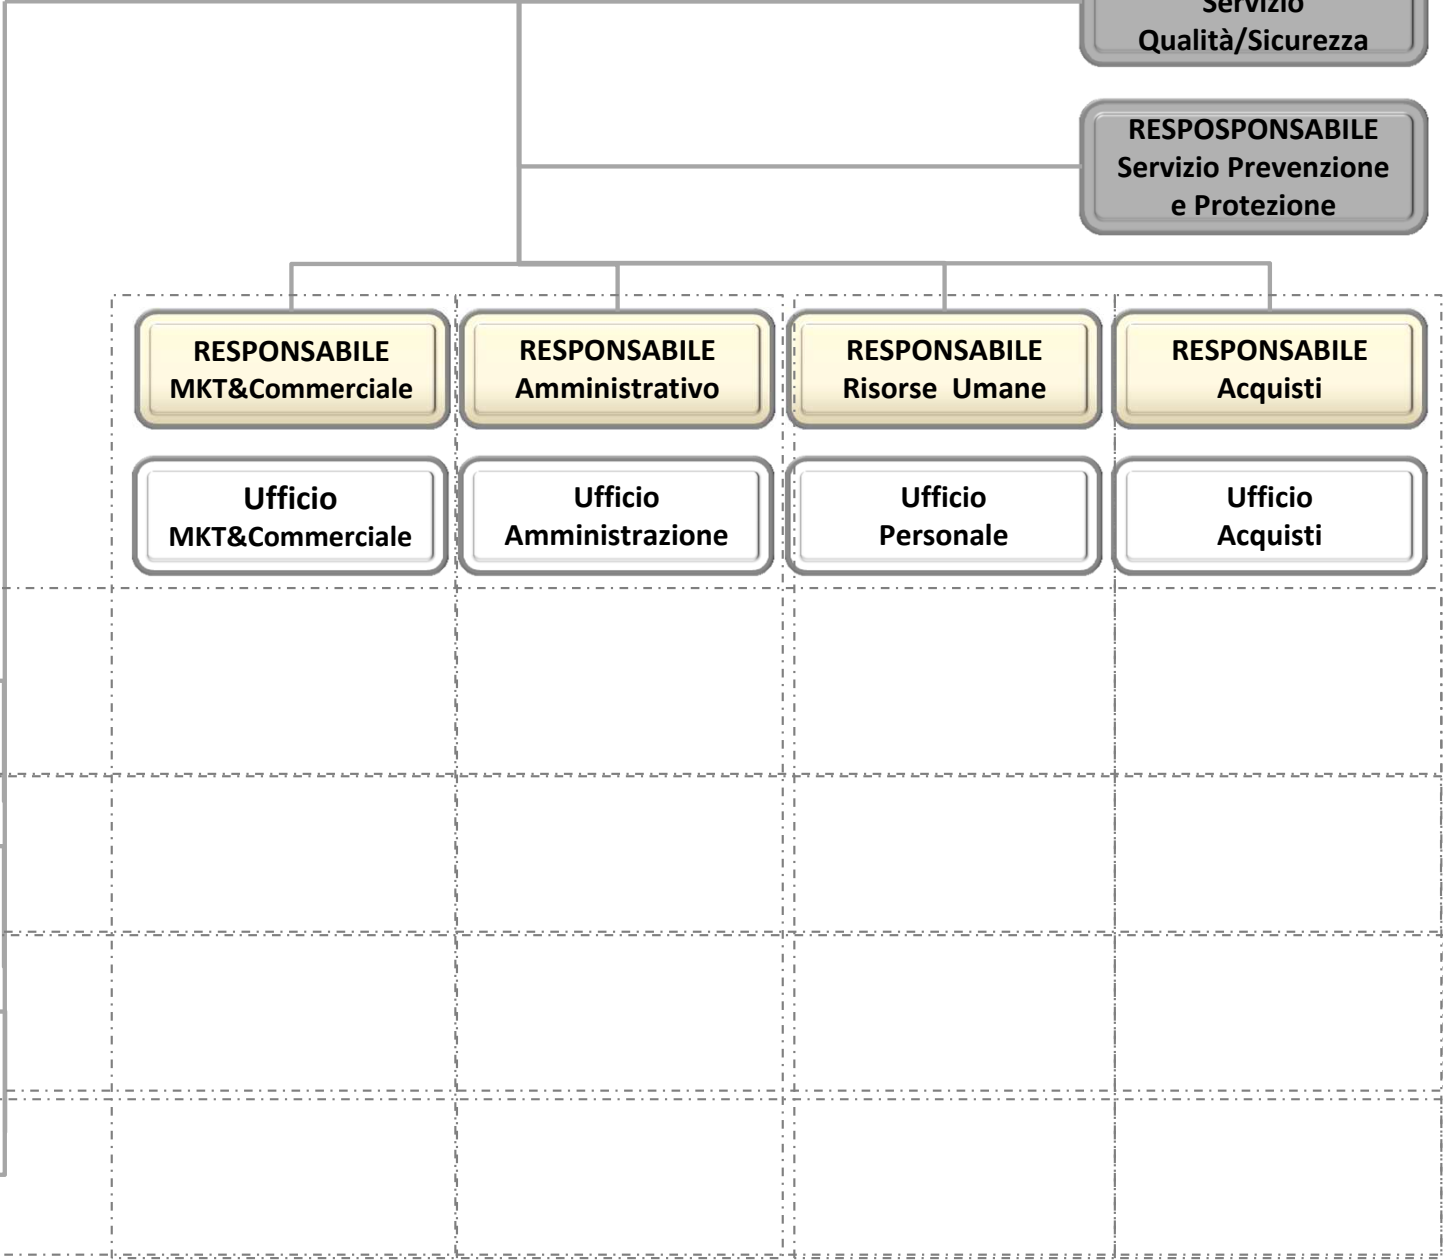 Servizio
Qualità/Sicurezza
RESPOSPONSABILE
Servizio Prevenzione
e Protezione
RESPONSABILE
MKT&Commerciale
RESPONSABILE
Amministrativo
RESPONSABILE
Risorse  Umane
RESPONSABILE
Acquisti
Ufficio
MKT&Commerciale
Ufficio
Amministrazione
Ufficio
Personale
Ufficio
Acquisti